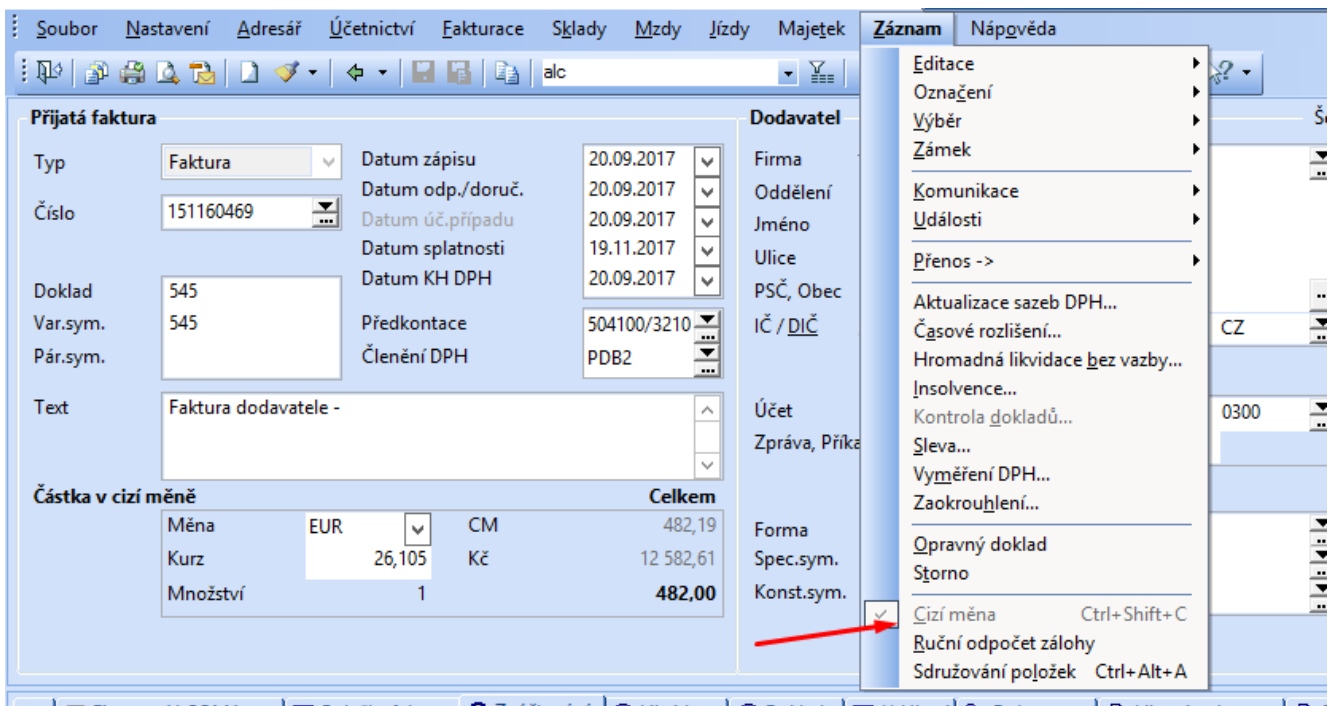 Soubor Nastavení Adresář Účetnictví Fakturace Sklady Mzdy Jízdy Majetek Záznam Nápověda
alc
Přijatá faktura
Typ Faktura
Číslo 151160469
Doklad 545
Var.sym. 545
Pár.sym.
Datum zápisu 20.09.2017
Datum odp./doruč. 20.09.2017
Datum úč.případu 20.09.2017
Datum splatnosti 19.11.2017
Datum KH DPH 20.09.2017
Předkontace 504100/3210
Členění DPH PDB2
Text Faktura dodavatele -
Částka v cizí měně Celkem
Měna EUR CM 482,19
Kurz 26,105 Kč 12 582,61
Množství 1 482,00
Dodavatel
Firma
Oddělení
Jméno
Ulice
PSČ, Obec
IČ / DIČ CZ
Účet 0300
Zpráva, Příka
Forma
Spec.sym.
Konst.sym.
Editace
Označení
Výběr
Zámek
Komunikace
Události
Přenos ->
Aktualizace sazeb DPH...
Časové rozlišení...
Hromadná likvidace bez vazby...
Insolvence...
Kontrola dokladů...
Sleva...
Vyměření DPH...
Zaokrouhlení...
Opravný doklad
Storno
Cizí měna Ctrl+Shift+C
Ruční odpočet zálohy
Sdružování položek Ctrl+Alt+A